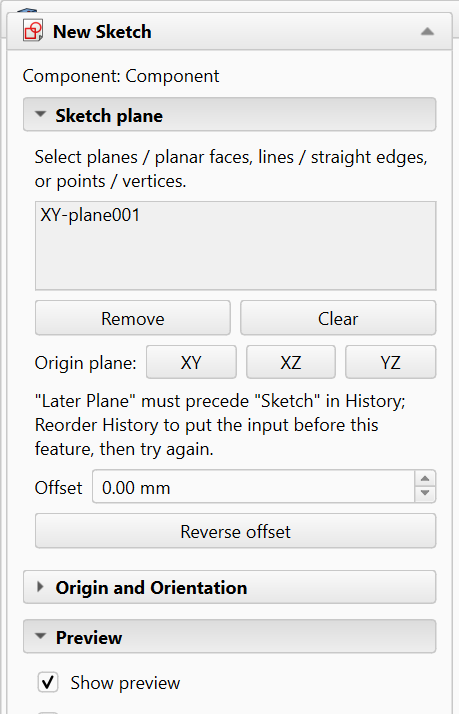 New Sketch
Component: Component
Sketch plane
Select planes / planar faces, lines / straight edges,
or points / vertices.
XY-plane001
Remove
Clear
Origin plane:
XY
XZ
YZ
"Later Plane" must precede "Sketch" in History;
Reorder History to put the input before this
feature, then try again.
Offset
0.00 mm
Reverse offset
Origin and Orientation
Preview
Show preview